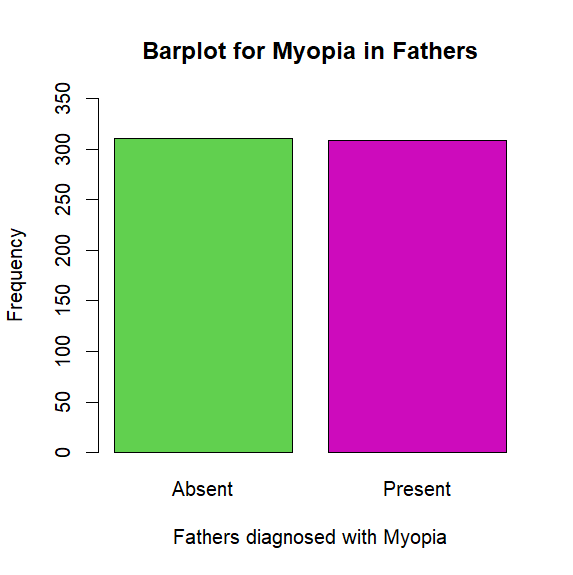 Barplot for Myopia in Fathers
Frequency
350
300
250
200
150
100
50
0
Absent Present
Fathers diagnosed with Myopia